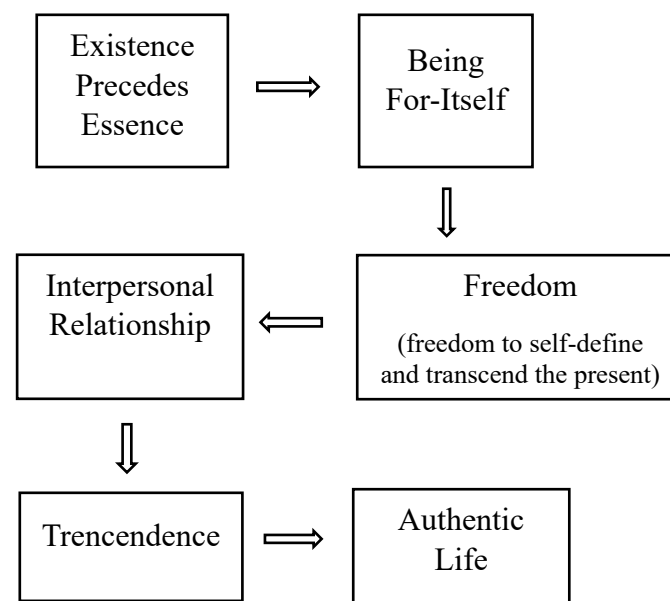 Existence
Precedes
Essence
Being
For-Itself
Freedom
(freedom to self-define
and transcend the present)
Interpersonal
Relationship
Trencendence
Authentic
Life